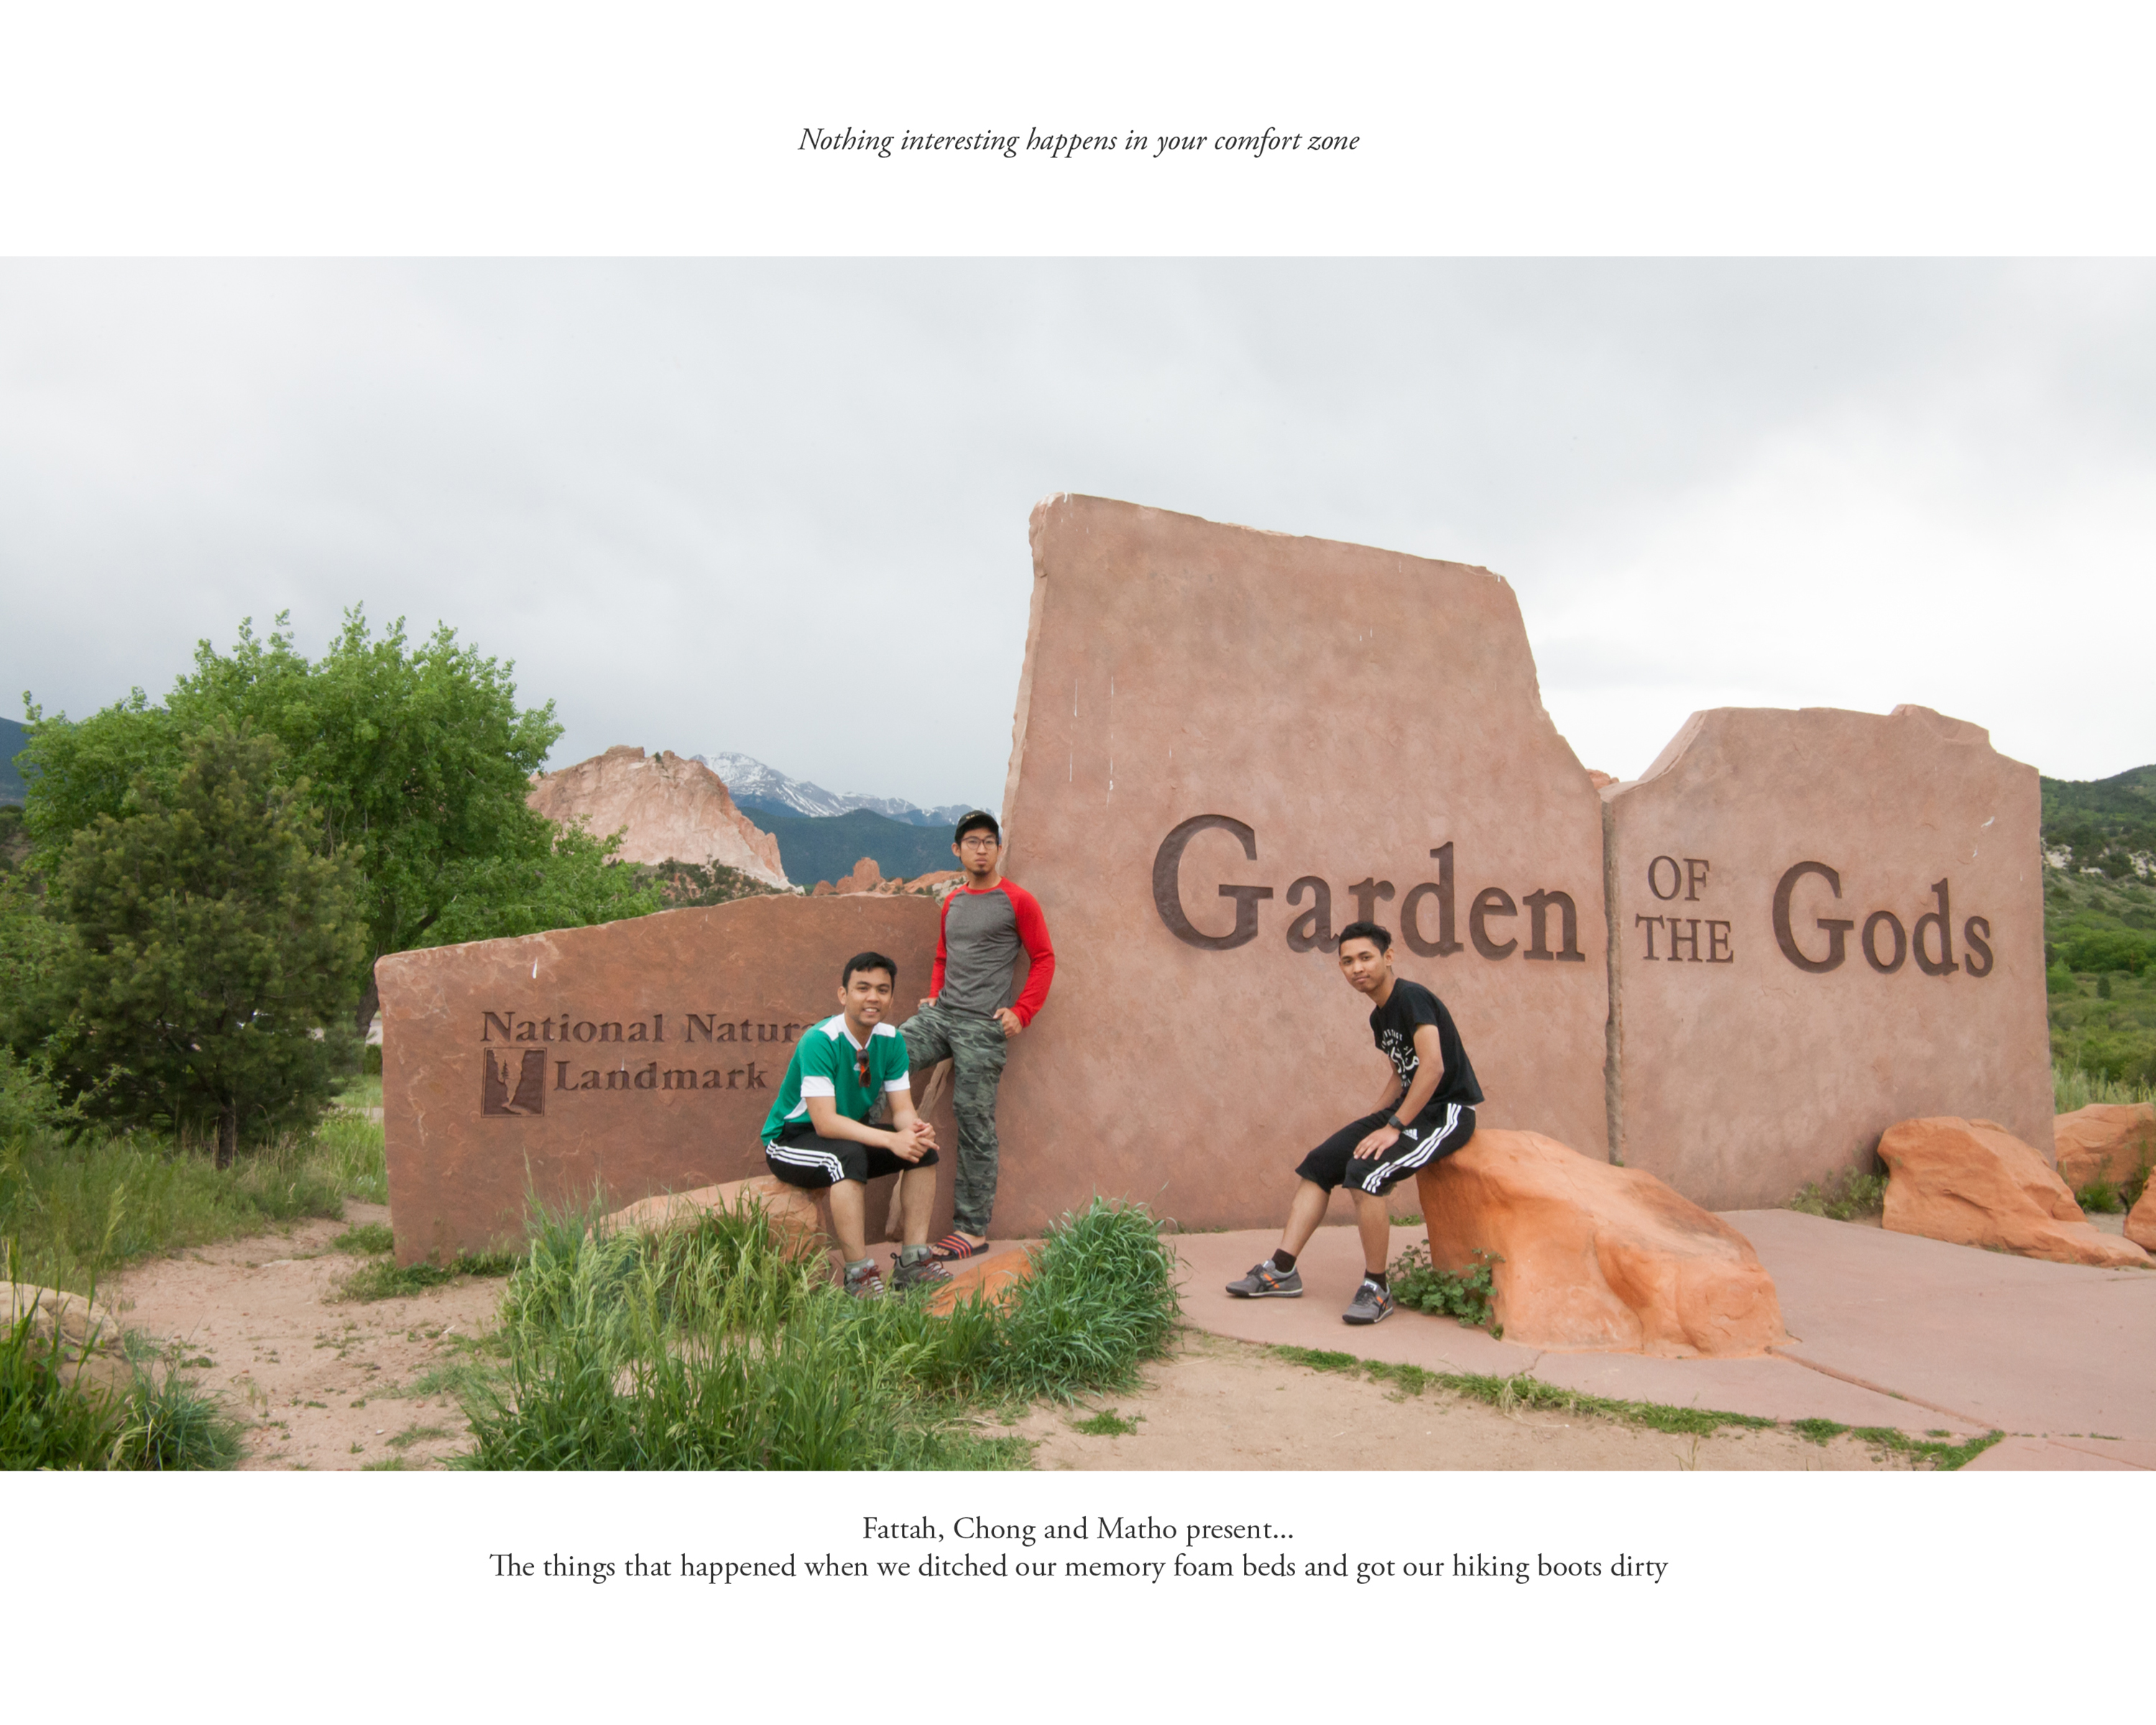 Nothing interesting happens in your comfort zone
Garden OF THE Gods
National Natur
Landmark
Fattah, Chong and Matho present...
The things that happened when we ditched our memory foam beds and got our hiking boots dirty